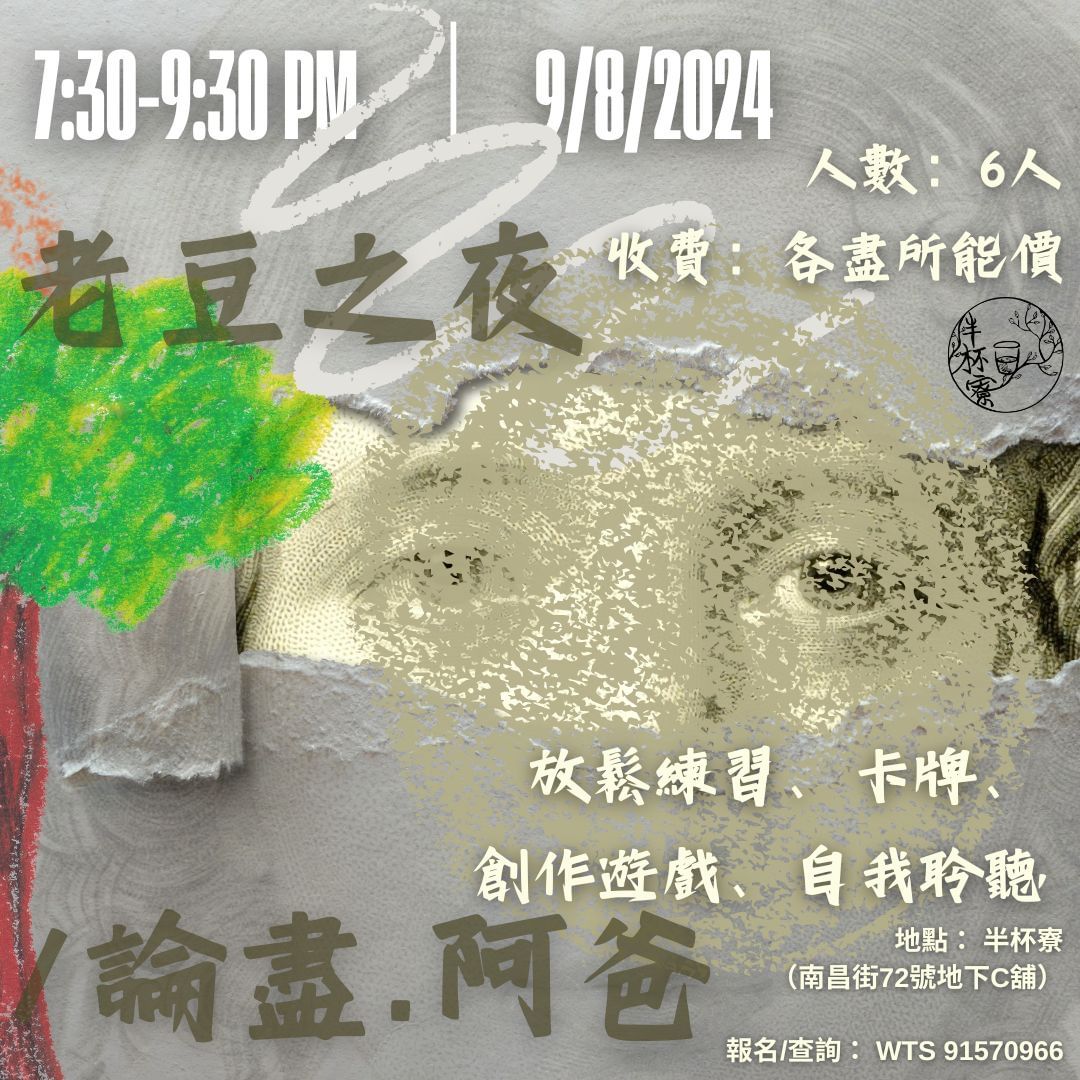 7:30-9:30 PM
9/8/2024
人數：6人
收費：各盡所能價
老豆之夜
半杯寮
放鬆練習、卡牌、
創作遊戲、自我聆聽
/論盡.阿爸
地點：半杯寮
（南昌街72號地下C舖）
報名/查詢：WTS 91570966